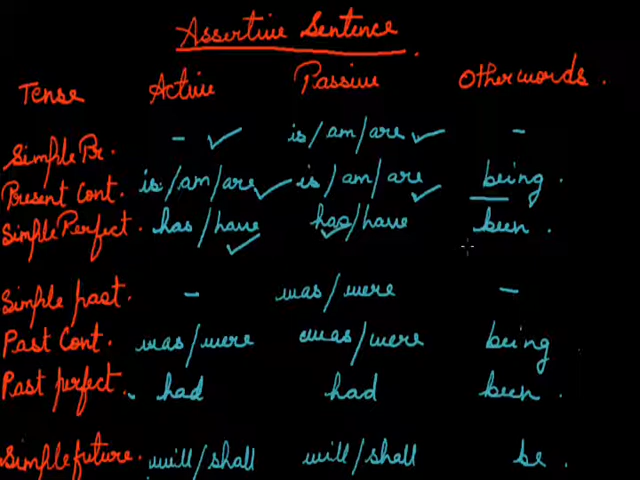 Assertive Sentence
Tense Active Passive Other words.
Simple Pr. - is/am/are -
Present Cont. is/am/are is/am/are being.
Simple Perfect. has/have has/have been.
Simple past. - was/were -
Past Cont. was/were was/were being
Past perfect. had had been.
Simple future. will/shall will/shall be.